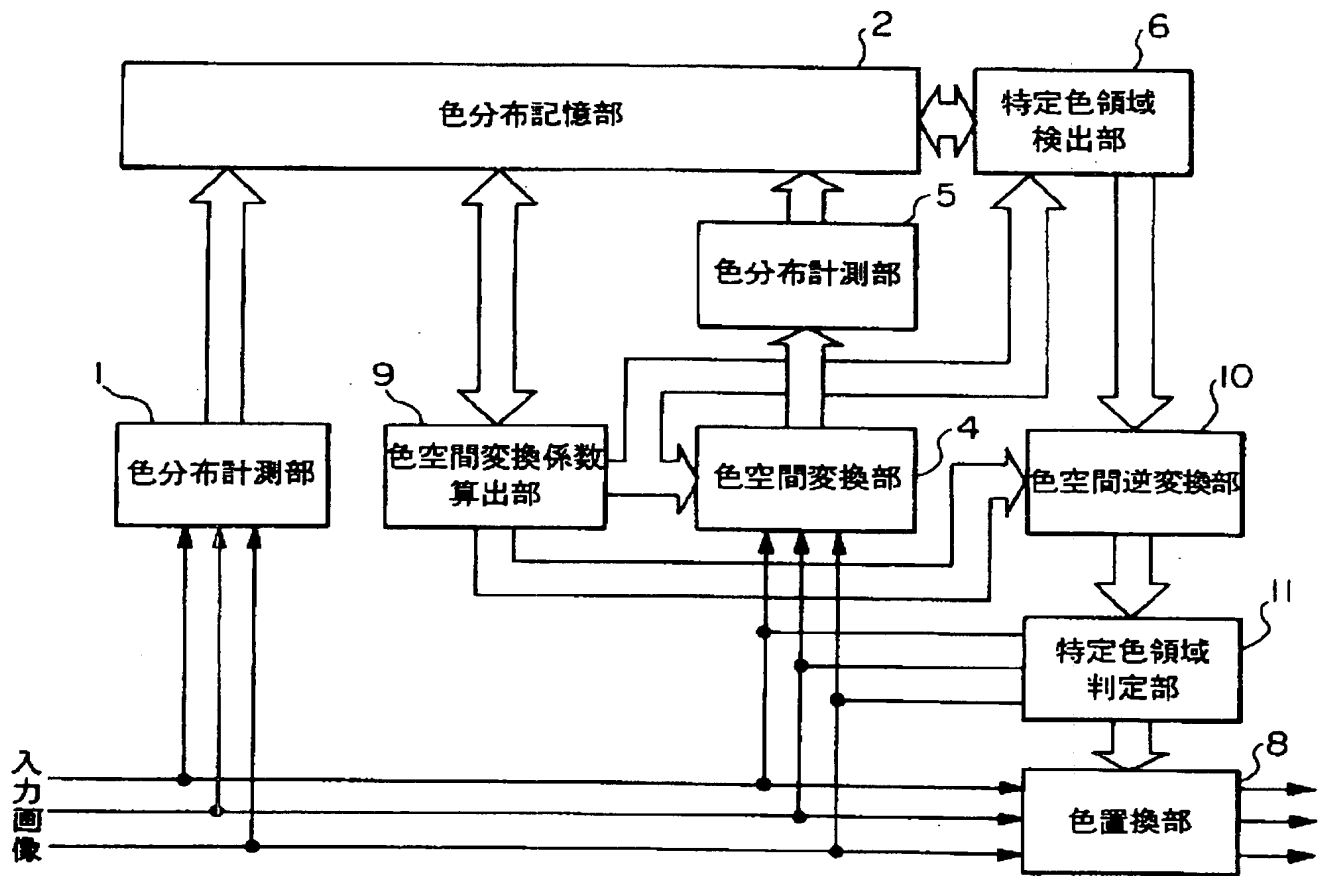 2
6
色分布記憶部
特定色領域
検出部
5
色分布計測部
1
9
4
10
色分布計測部
色空間変換係数
算出部
色空間変換部
色空間逆変換部
11
特定色領域
判定部
8
入力画像
色置換部